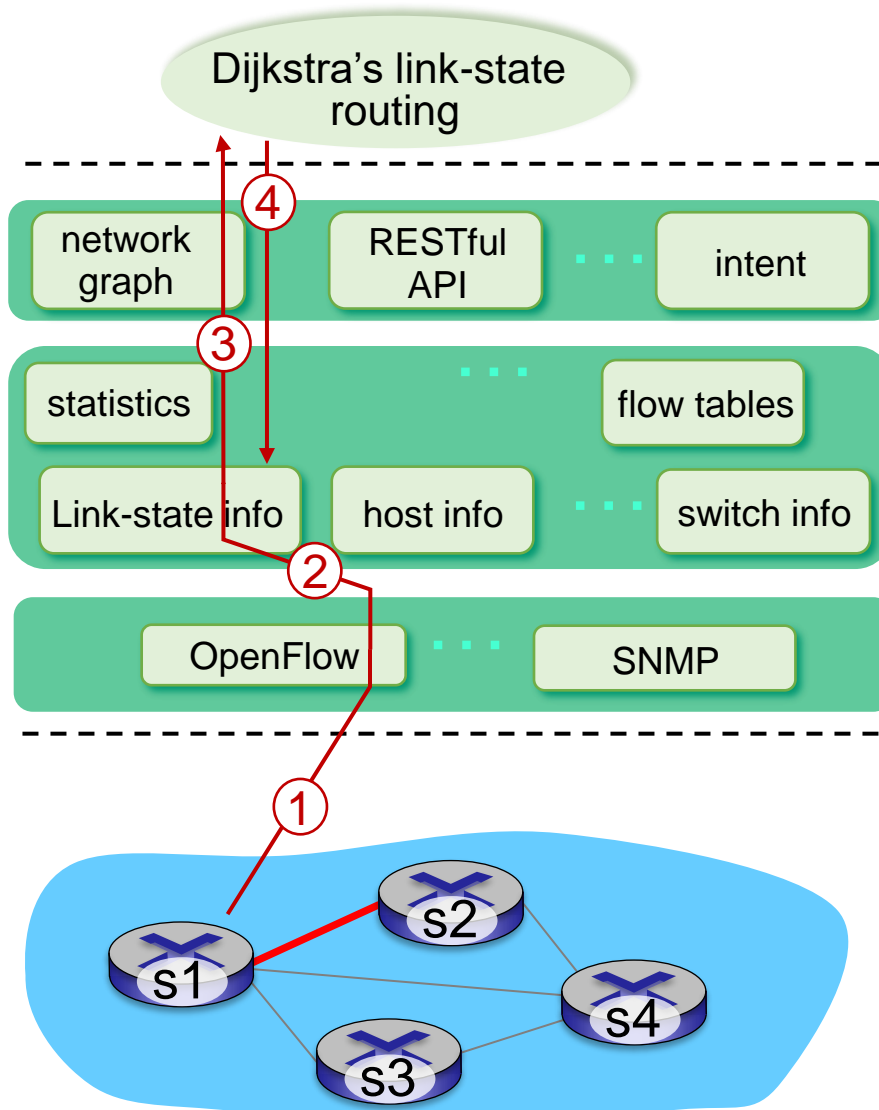 Dijkstra’s link-state
routing
4
network
graph
RESTful
API
. . .
intent
3
statistics
. . .
flow tables
Link-state info
host info
. . .
switch info
2
OpenFlow
. . .
SNMP
1
s2
s1
s4
s3